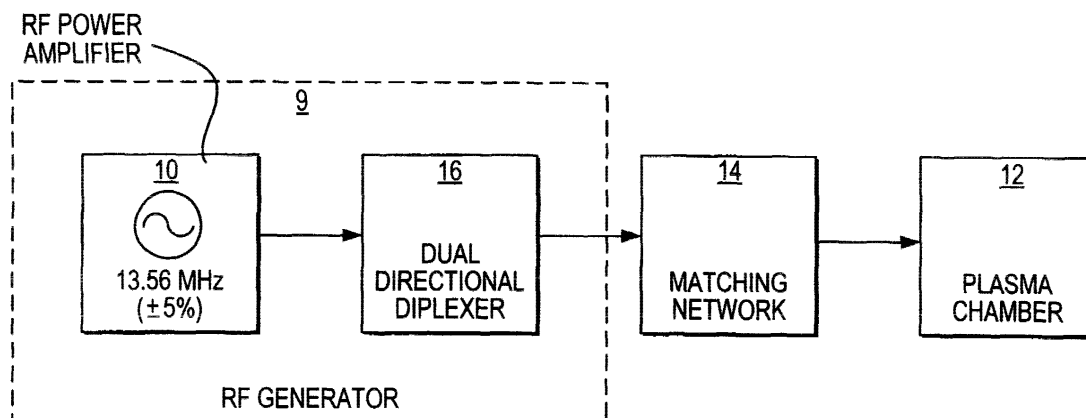 RF POWER
AMPLIFIER
9
10
13.56 MHz
(±5%)
16
DUAL
DIRECTIONAL
DIPLEXER
14
MATCHING
NETWORK
12
PLASMA
CHAMBER
RF GENERATOR